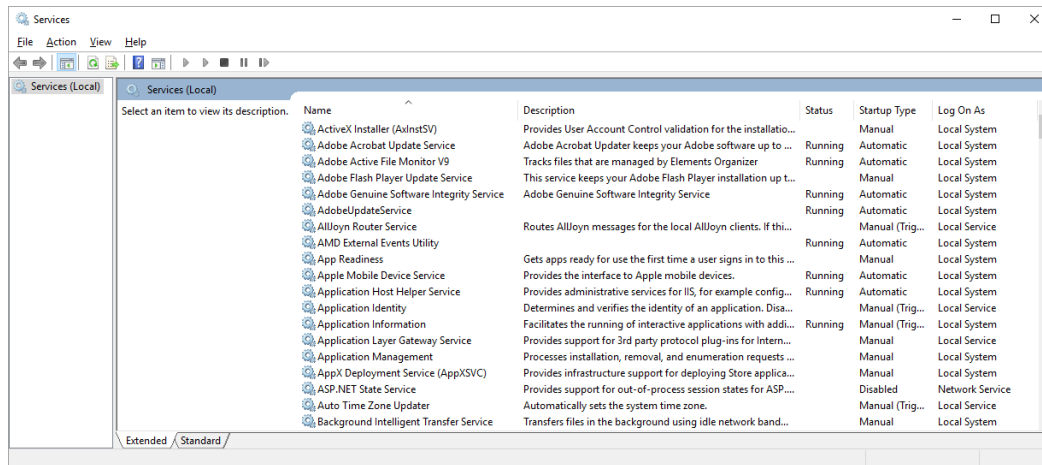 Services
File Action View Help
Services (Local)
Services (Local)
Select an item to view its description.
Name Description Status Startup Type Log On As
ActiveX Installer (AxInstSV) Provides User Account Control validation for the installatio... Manual Local System
Adobe Acrobat Update Service Adobe Acrobat Updater keeps your Adobe software up to ... Running Automatic Local System
Adobe Active File Monitor V9 Tracks files that are managed by Elements Organizer Running Automatic Local System
Adobe Flash Player Update Service This service keeps your Adobe Flash Player installation up t... Manual Local System
Adobe Genuine Software Integrity Service Adobe Genuine Software Integrity Service Running Automatic Local System
AdobeUpdateService Running Automatic Local System
AllJoyn Router Service Routes AllJoyn messages for the local AllJoyn clients. If thi... Manual (Trig... Local Service
AMD External Events Utility Running Automatic Local System
App Readiness Gets apps ready for use the first time a user signs in to this ... Manual Local System
Apple Mobile Device Service Provides the interface to Apple mobile devices. Running Automatic Local System
Application Host Helper Service Provides administrative services for IIS, for example config... Running Automatic Local System
Application Identity Determines and verifies the identity of an application. Disa... Manual (Trig... Local Service
Application Information Facilitates the running of interactive applications with addi... Running Manual (Trig... Local System
Application Layer Gateway Service Provides support for 3rd party protocol plug-ins for Intern... Manual Local Service
Application Management Processes installation, removal, and enumeration requests ... Manual Local System
AppX Deployment Service (AppXSVC) Provides infrastructure support for deploying Store applica... Manual Local System
ASP.NET State Service Provides support for out-of-process session states for ASP.... Disabled Network Service
Auto Time Zone Updater Automatically sets the system time zone. Manual (Trig... Local Service
Background Intelligent Transfer Service Transfers files in the background using idle network band... Manual Local System
Extended Standard